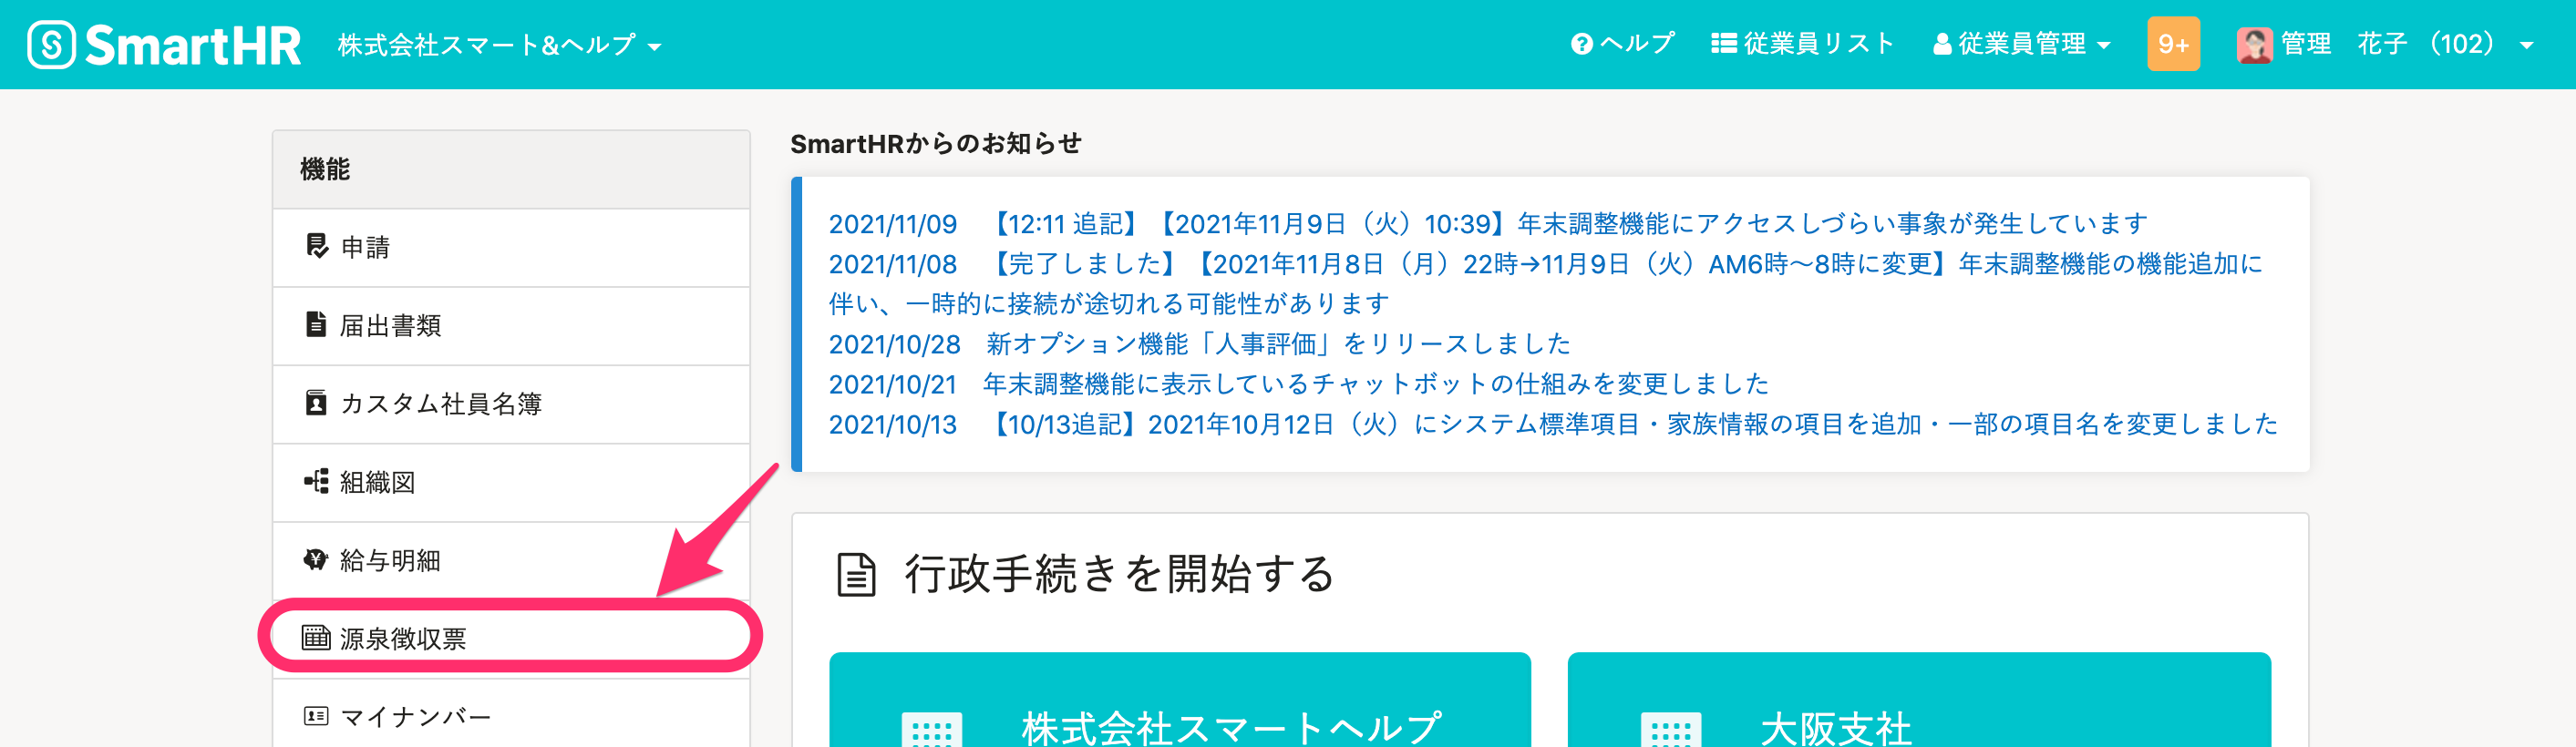 SmartHR 株式会社スマート&ヘルプ ヘルプ 従業員リスト 従業員管理 9+ 管理 花子 （102）
機能
申請
届出書類
カスタム社員名簿
組織図
給与明細
源泉徴収票
マイナンバー
SmartHRからのお知らせ
2021/11/09 【12:11 追記】【2021年11月9日（火）10:39】年末調整機能にアクセスしづらい事象が発生しています
2021/11/08 【完了しました】【2021年11月8日（月）22時→11月9日（火）AM6時〜8時に変更】年末調整機能の機能追加に
伴い、一時的に接続が途切れる可能性があります
2021/10/28 新オプション機能「人事評価」をリリースしました
2021/10/21 年末調整機能に表示しているチャットボットの仕組みを変更しました
2021/10/13 【10/13追記】2021年10月12日（火）にシステム標準項目・家族情報の項目を追加・一部の項目名を変更しました
行政手続きを開始する
株式会社スマートヘルプ
大阪支社